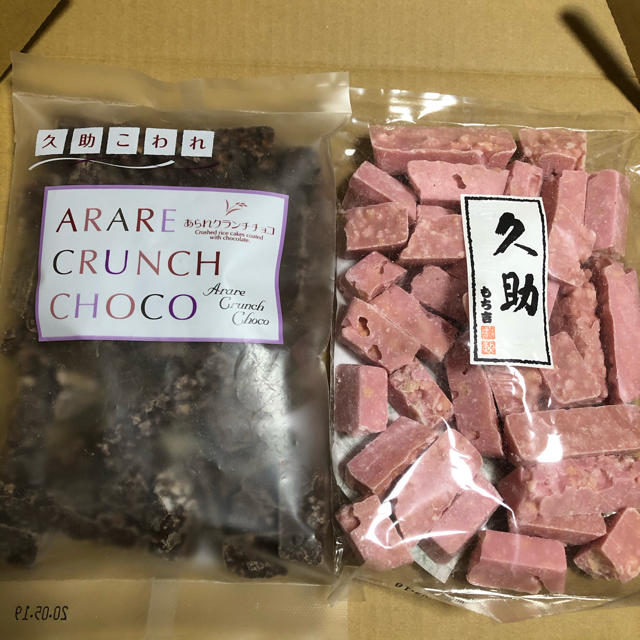 久助こわれ
ARARE
CRUNCH
CHOCO
あられクランチチョコ
Crushed rice cakes coated
with chocolate.
Arare
Crunch
Choco
20.05.19
久助
もち吉